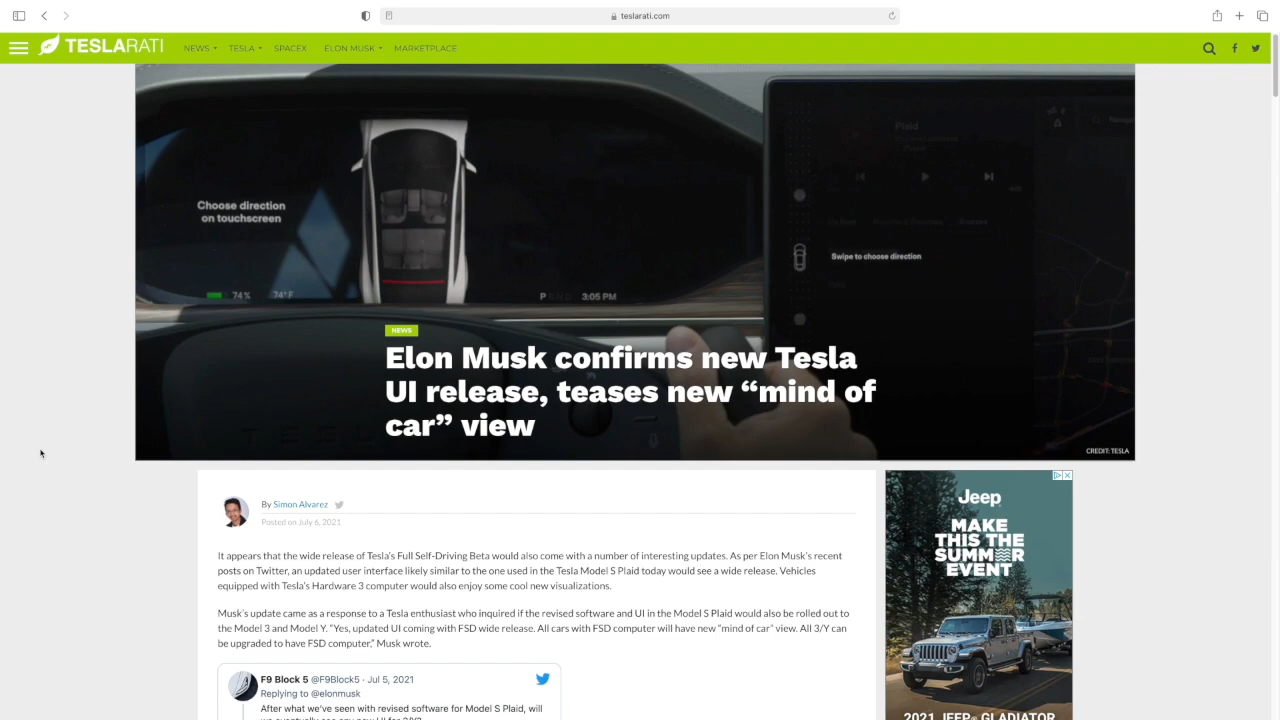 teslarati.com
TESLARATI
NEWS
TESLA
SPACEX
ELON MUSK
MARKETPLACE
Choose direction
on touchscreen
74%
74°F
3:05 PM
Plaid
Swipe to choose direction
NEWS
Elon Musk confirms new Tesla
UI release, teases new “mind of
car” view
CREDIT: TESLA
By Simon Alvarez
Posted on July 6, 2021
It appears that the wide release of Tesla’s Full Self-Driving Beta would also come with a number of interesting updates. As per Elon Musk’s recent
posts on Twitter, an updated user interface likely similar to the one used in the Tesla Model S Plaid today would see a wide release. Vehicles
equipped with Tesla’s Hardware 3 computer would also enjoy some cool new visualizations.
Musk’s update came as a response to a Tesla enthusiast who inquired if the revised software and UI in the Model S Plaid would also be rolled out to
the Model 3 and Model Y. “Yes, updated UI coming with FSD wide release. All cars with FSD computer will have new “mind of car” view. All 3/Y can
be upgraded to have FSD computer,” Musk wrote.
F9 Block 5 @F9Block5 · Jul 5, 2021
Replying to @elonmusk
After what we’ve seen with revised software for Model S Plaid, will
Jeep
MAKE
THIS THE
SUMMER
EVENT
2021 JEEP® GLADIATOR